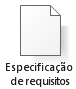 Especificação
de requisitos